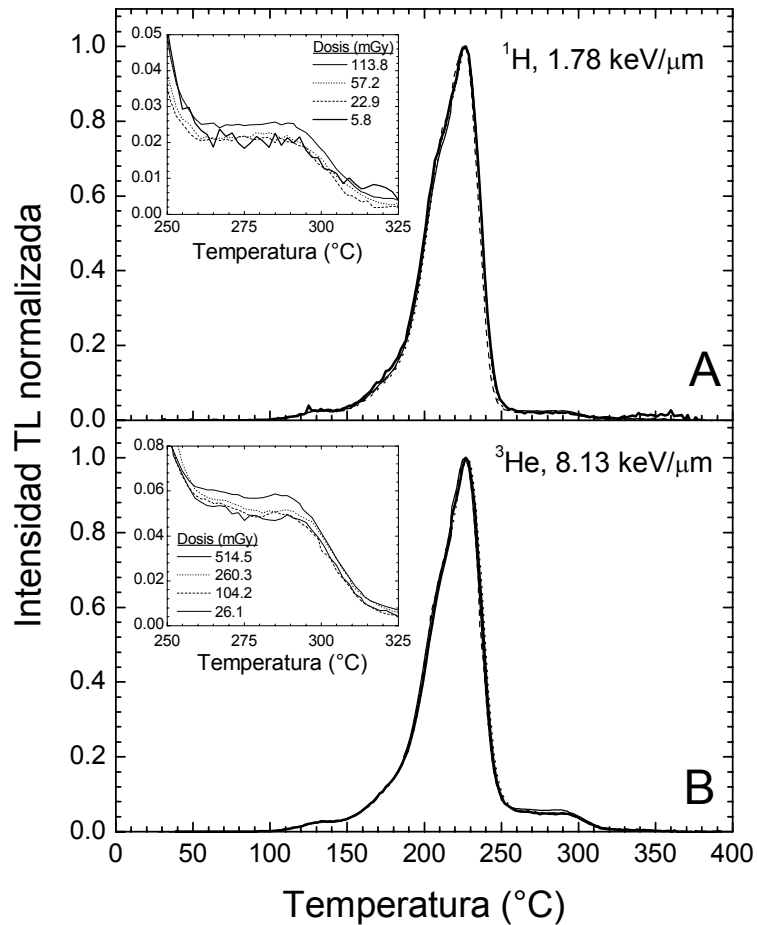 Intensidad TL normalizada
1.0
0.8
0.6
0.4
0.2
0.0
¹H, 1.78 keV/μm
A
0.05
0.04
0.03
0.02
0.01
0.00
Dosis (mGy)
113.8
57.2
22.9
5.8
250 275 300 325
Temperatura (°C)
1.0
0.8
0.6
0.4
0.2
0.0
³He, 8.13 keV/μm
B
0.08
0.06
0.04
0.02
0.00
Dosis (mGy)
514.5
260.3
104.2
26.1
250 275 300 325
Temperatura (°C)
0 50 100 150 200 250 300 350 400
Temperatura (°C)